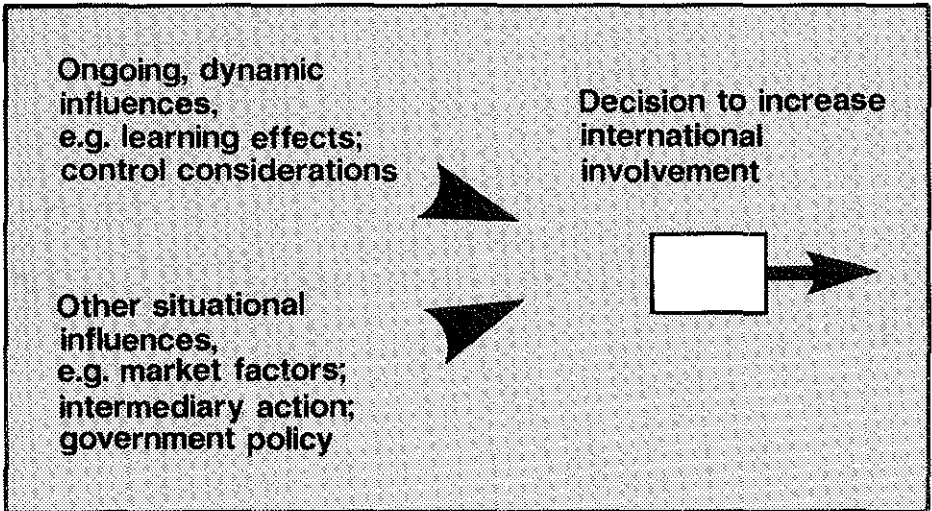 Ongoing, dynamic
influences,
e.g. learning effects;
control considerations
Decision to increase
international
involvement
Other situational
influences,
e.g. market factors;
intermediary action;
government policy